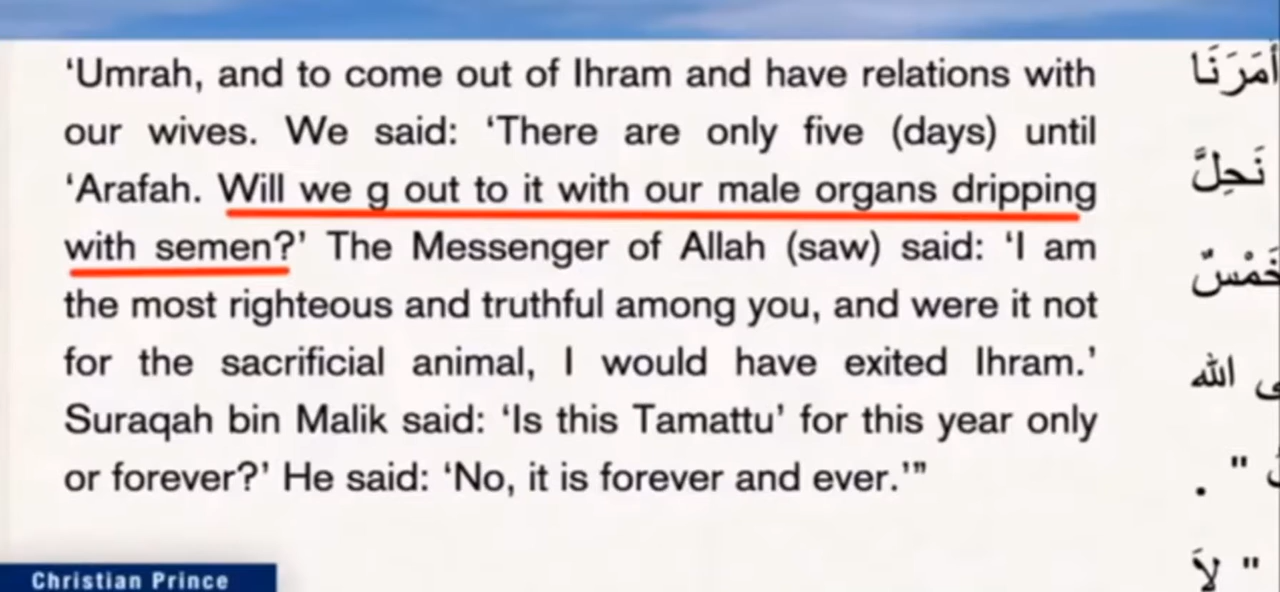 ‘Umrah, and to come out of Ihram and have relations with
our wives. We said: ‘There are only five (days) until
‘Arafah. Will we g out to it with our male organs dripping
with semen?’ The Messenger of Allah (saw) said: ‘I am
the most righteous and truthful among you, and were it not
for the sacrificial animal, I would have exited Ihram.’
Suraqah bin Malik said: ‘Is this Tamattu’ for this year only
or forever?’ He said: ‘No, it is forever and ever.’”
أَمَرَنَا
نَحِلَّ
خَمْسٌ
الله
" .
" لاَ
Christian Prince